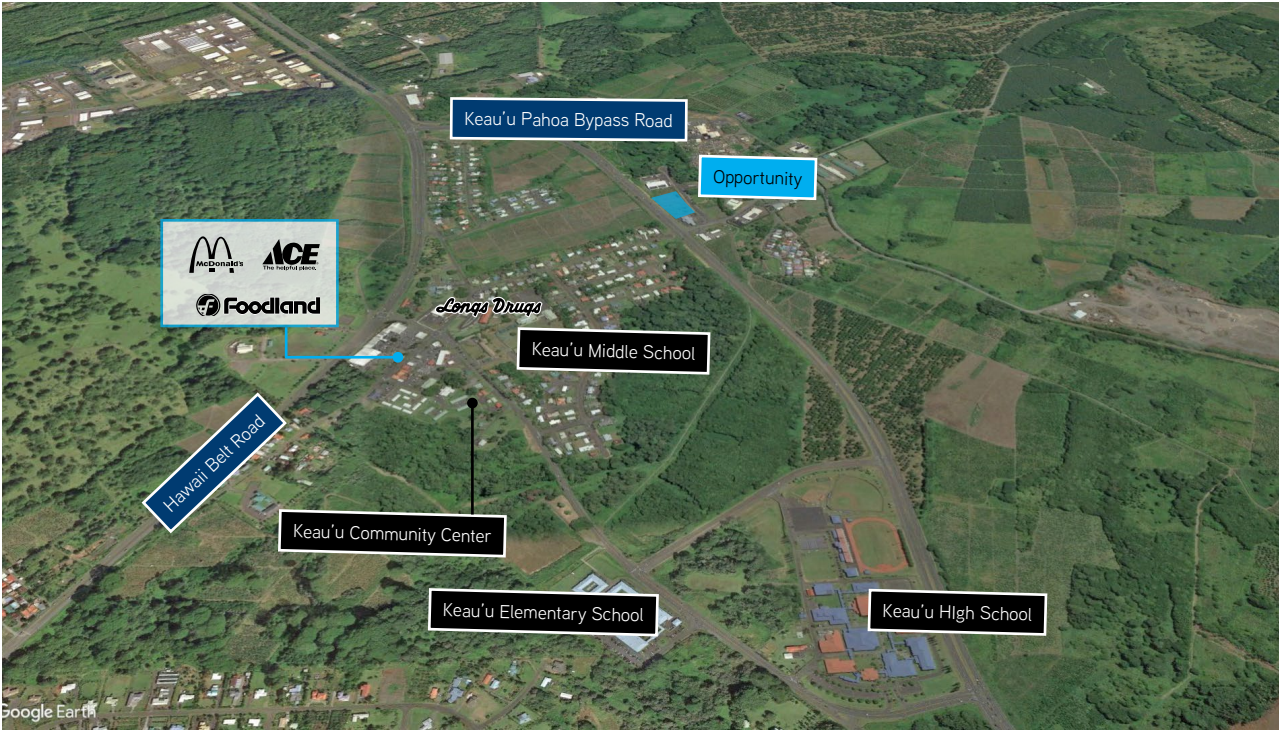 Keau'u Pahoa Bypass Road
Opportunity
McDonald's
ACE
The helpful place.
Foodland
Longs Drugs
Keau'u Middle School
Hawaii Belt Road
Keau'u Community Center
Keau'u Elementary School
Keau'u HIgh School
Google Earth